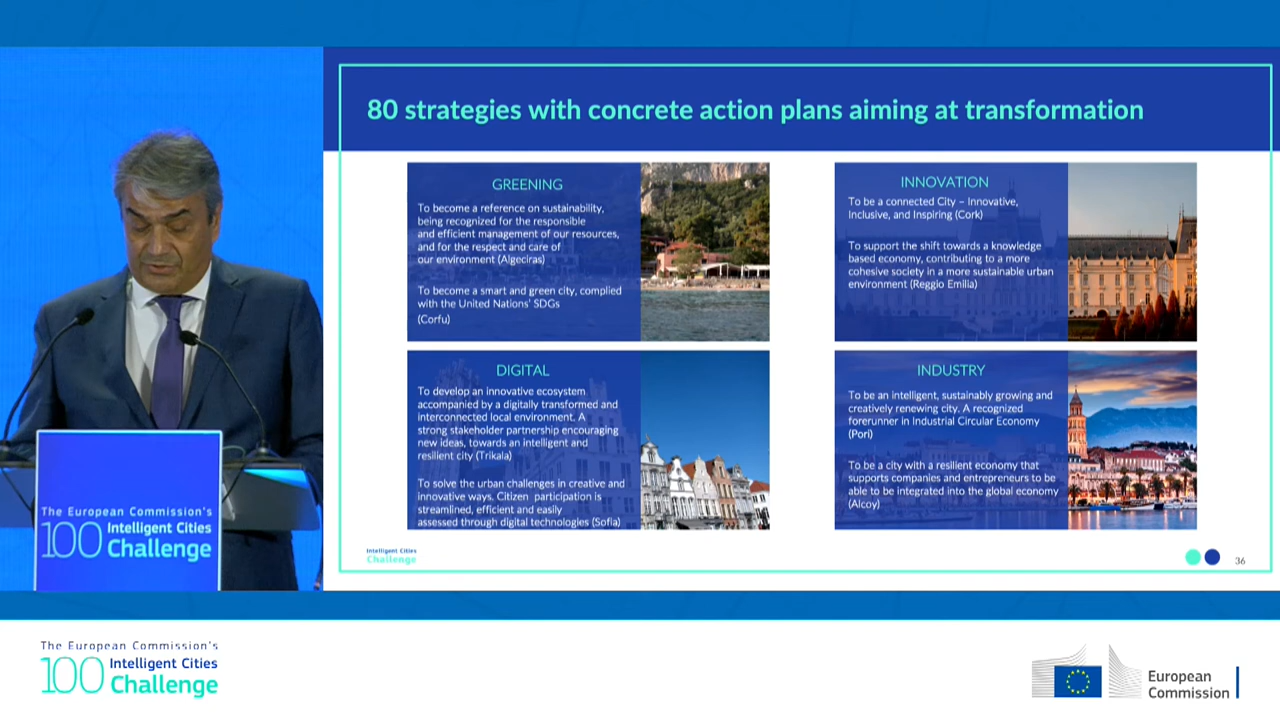 80 strategies with concrete action plans aiming at transformation
GREENING
To become a reference on sustainability,
being recognized for the responsible
and efficient management of our resources,
and for the respect and care of
our environment (Algeciras)
To become a smart and green city, complied
with the United Nations' SDGs
(Corfu)
INNOVATION
To be a connected City – Innovative,
Inclusive, and Inspiring (Cork)
To support the shift towards a knowledge
based economy, contributing to a more
cohesive society in a more sustainable urban
environment (Reggio Emilia)
DIGITAL
To develop an innovative ecosystem
accompanied by a digitally transformed and
interconnected local environment. A
strong stakeholder partnership encouraging
new ideas, towards an intelligent and
resilient city (Trikala)
To solve the urban challenges in creative and
innovative ways. Citizen participation is
streamlined, efficient and easily
assessed through digital technologies (Sofia)
INDUSTRY
To be an intelligent, sustainably growing and
creatively renewing city. A recognized
forerunner in Industrial Circular Economy
(Pori)
To be a city with a resilient economy that
supports companies and entrepreneurs to be
able to be integrated into the global economy
(Alcoy)
Intelligent Cities
Challenge
36
The European Commission's
100 Intelligent Cities
Challenge
The European Commission's
100 Intelligent Cities
Challenge
European
Commission